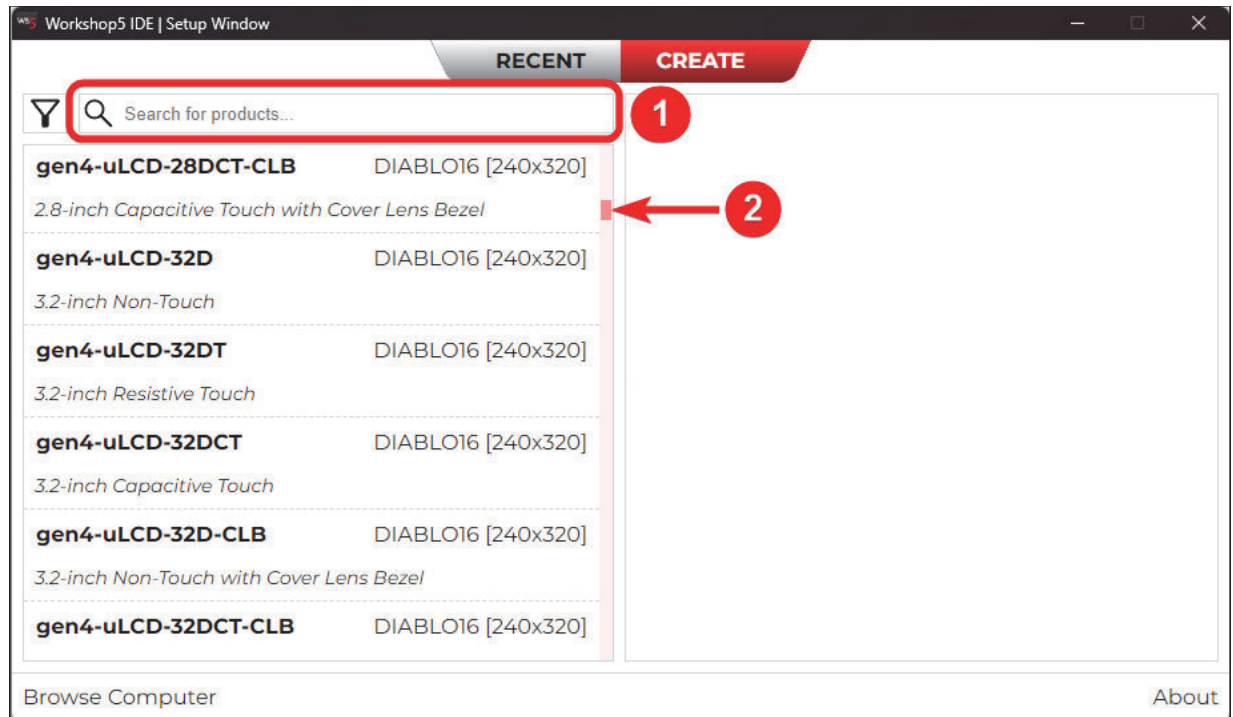 WS5 Workshop5 IDE | Setup Window
RECENT CREATE
Search for products... 1
gen4-uLCD-28DCT-CLB DIABLO16 [240x320]
2.8-inch Capacitive Touch with Cover Lens Bezel 2
gen4-uLCD-32D DIABLO16 [240x320]
3.2-inch Non-Touch
gen4-uLCD-32DT DIABLO16 [240x320]
3.2-inch Resistive Touch
gen4-uLCD-32DCT DIABLO16 [240x320]
3.2-inch Capacitive Touch
gen4-uLCD-32D-CLB DIABLO16 [240x320]
3.2-inch Non-Touch with Cover Lens Bezel
gen4-uLCD-32DCT-CLB DIABLO16 [240x320]
Browse Computer About